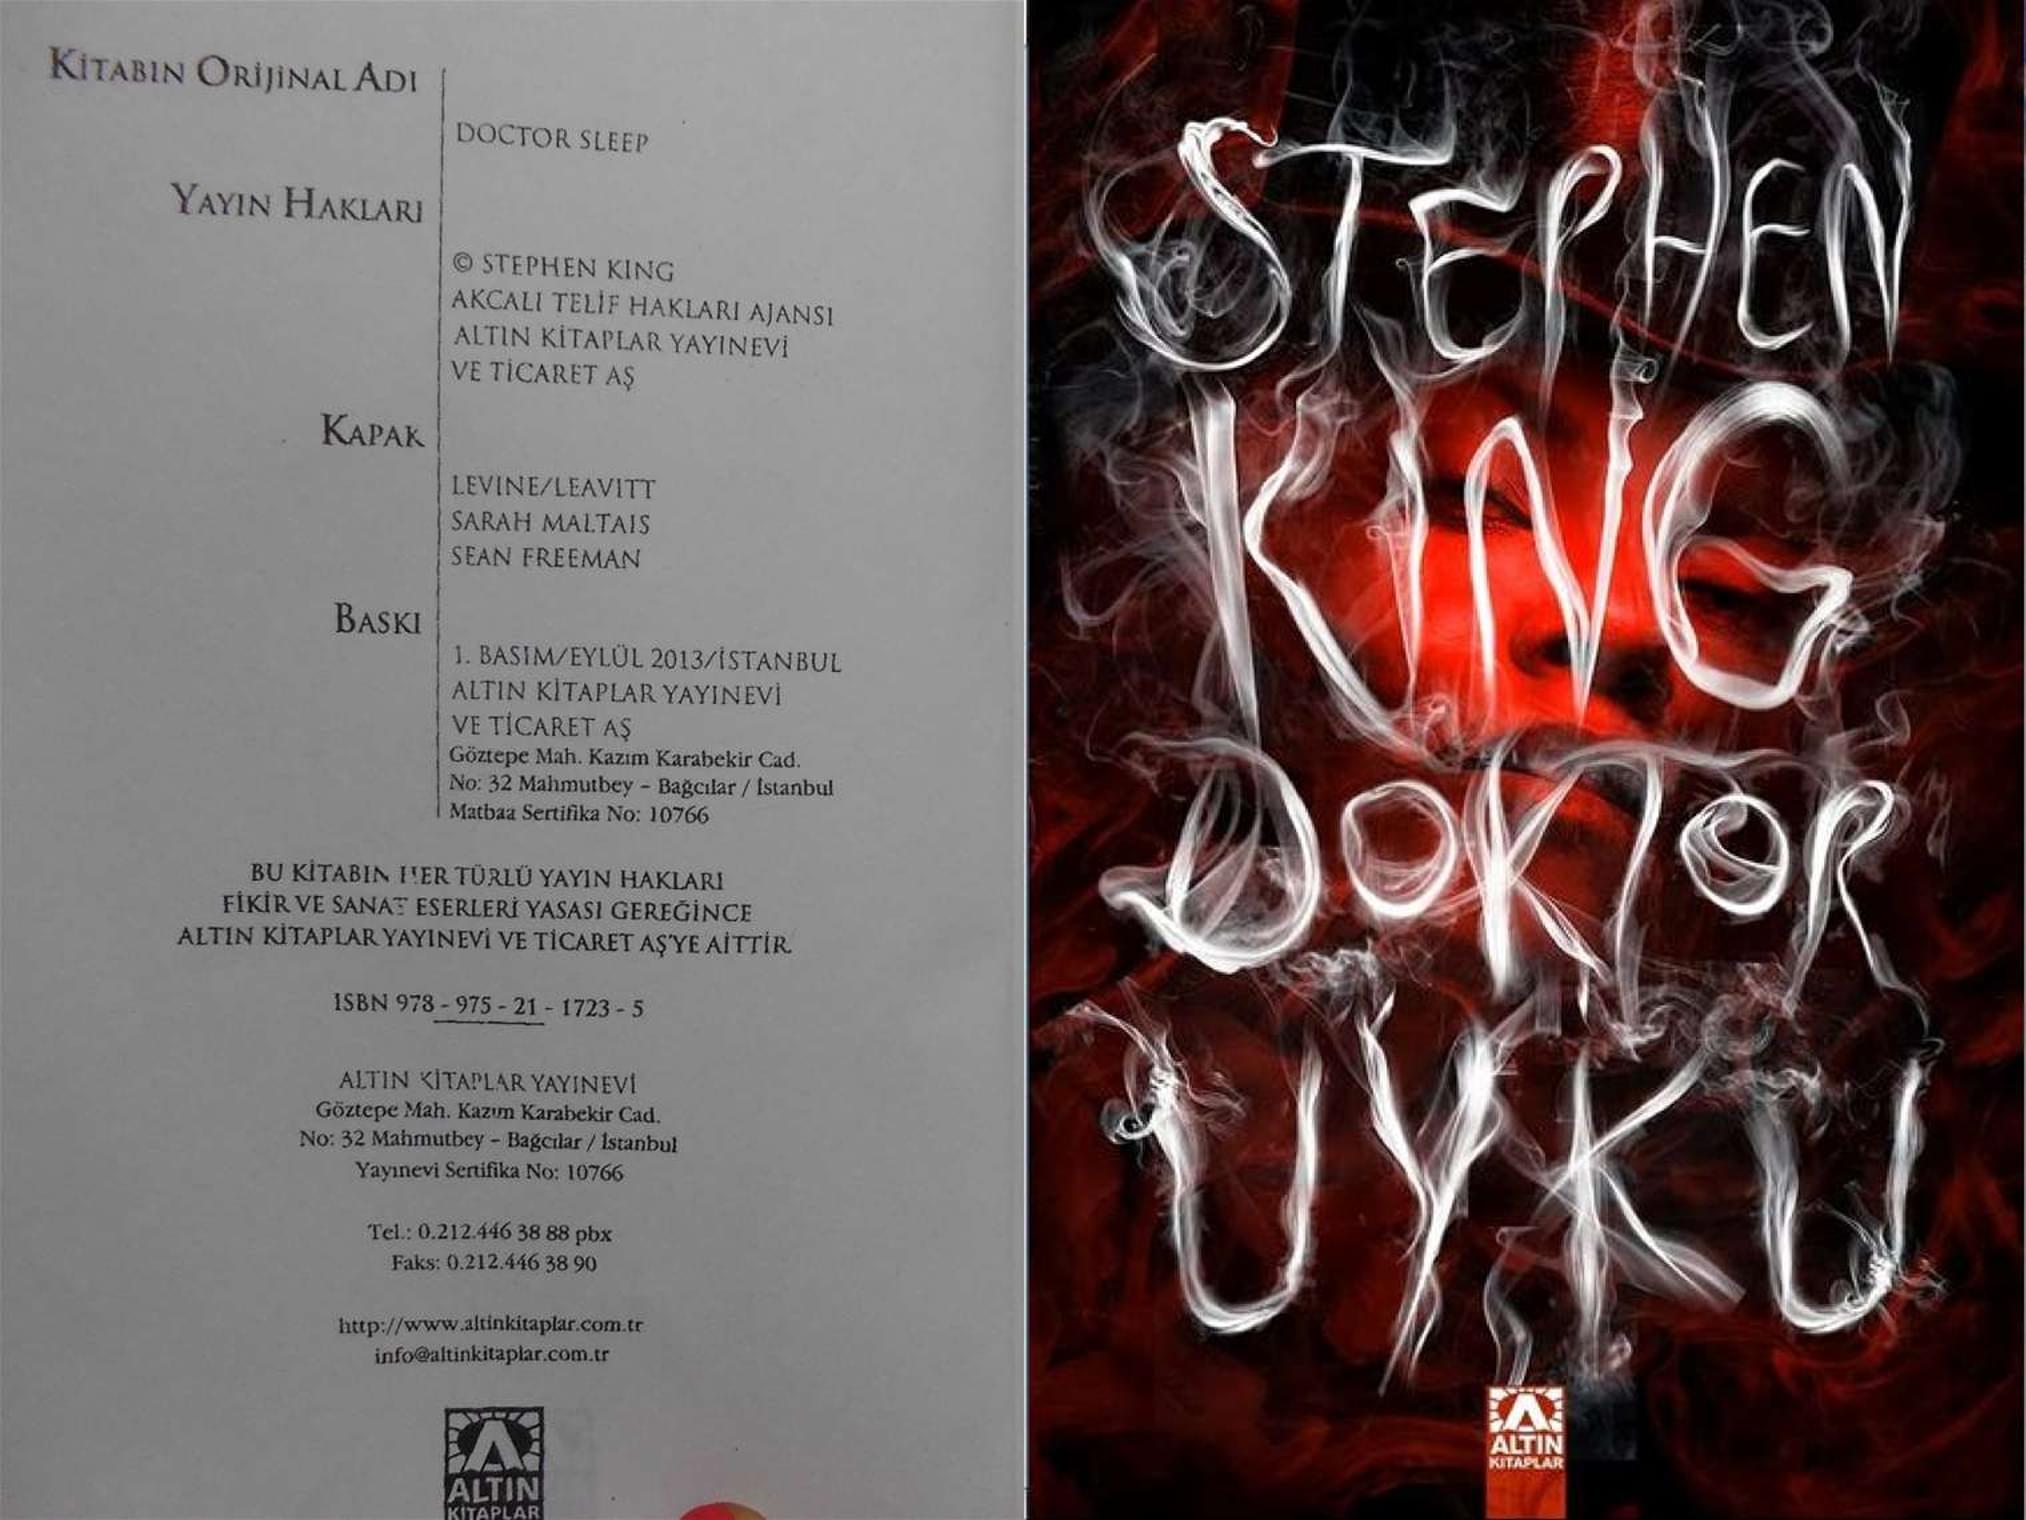 KİTABIN ORİJİNAL ADI
DOCTOR SLEEP
YAYIN HAKLARI
© STEPHEN KING
AKCALI TELİF HAKLARI AJANSI
ALTIN KİTAPLAR YAYINEVİ
VE TİCARET AŞ
KAPAK
LEVINE/LEAVITT
SARAH MALTAIS
SEAN FREEMAN
BASKI
1. BASIM/EYLÜL 2013/İSTANBUL
ALTIN KİTAPLAR YAYINEVİ
VE TİCARET AŞ
Göztepe Mah. Kazım Karabekir Cad.
No: 32 Mahmutbey – Bağcılar / İstanbul
Matbaa Sertifika No: 10766
BU KİTABIN HER TÜRLÜ YAYIN HAKLARI
FİKİR VE SANAT ESERLERİ YASASI GEREĞİNCE
ALTIN KİTAPLAR YAYINEVİ VE TİCARET AŞ'YE AİTTİR.
ISBN 978 - 975 - 21 - 1723 - 5
ALTIN KİTAPLAR YAYINEVİ
Göztepe Mah. Kazım Karabekir Cad.
No: 32 Mahmutbey – Bağcılar / İstanbul
Yayınevi Sertifika No: 10766
Tel.: 0.212.446 38 88 pbx
Faks: 0.212.446 38 90
http://www.altinkitaplar.com.tr
info@altinkitaplar.com.tr
ALTIN
KİTAPLAR
STEPHEN
KING
DOKTOR
UYKU
ALTIN
KİTAPLAR